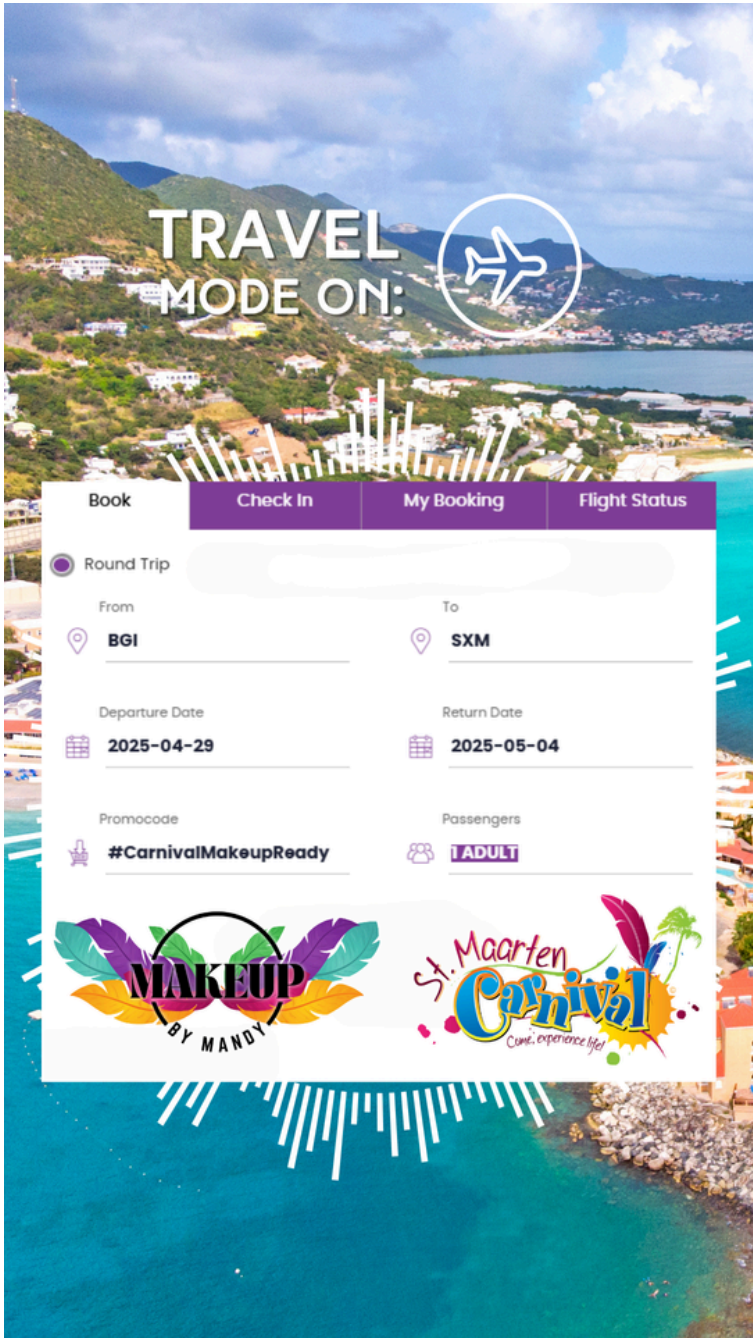 TRAVEL
MODE ON:
Book Check In My Booking Flight Status
Round Trip
From To
BGI SXM
Departure Date Return Date
2025-04-29 2025-05-04
Promocode Passengers
#CarnivalMakeupReady 1 ADULT
MAKEUP
BY MANDY
St. Maarten
Carnival
Come, experience life!